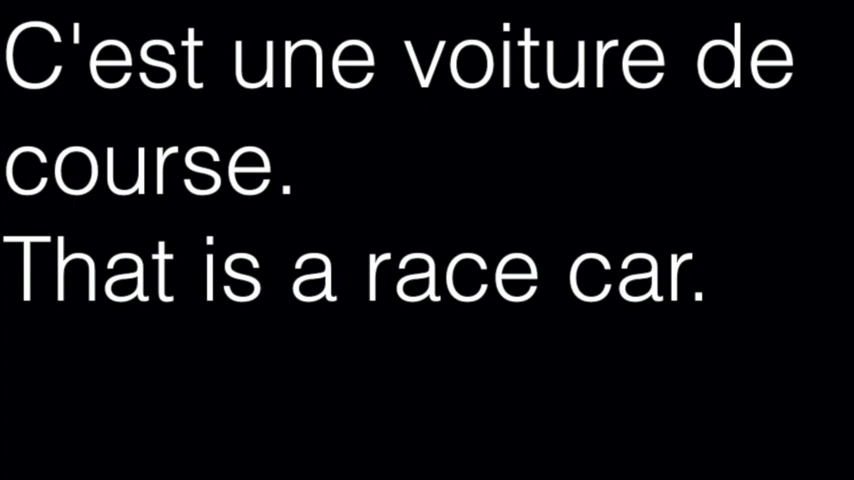 C'est une voiture de
course.
That is a race car.